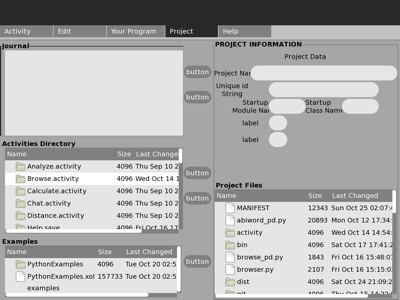 Activity Edit Your Program Project Help
Journal
button
button
Activities Directory
Name Size Last Change
Analyze.activity 4096 Thu Sep 10 2
Browse.activity 4096 Wed Oct 14 1
Calculate.activity 4096 Thu Sep 10 2
Chat.activity 4096 Thu Sep 10 2
Distance.activity 4096 Thu Sep 10 2
Help.save 4096 Fri Oct 16 17
button
button
Examples
Name Size Last Changed
PythonExamples 4096 Tue Oct 20 02:5
PythonExamples.xol 157733 Tue Oct 20 02:5
examples
button
PROJECT INFORMATION
Project Data
Project Nam
Unique id
String
Startup
Module Nam
Startup
Class Name
label
label
Project Files
Name Size Last Changed
MANIFEST 12343 Sun Oct 25 02:07:4
abiword_pd.py 20893 Mon Oct 12 17:34:
activity 4096 Wed Oct 14 14:54:
bin 4096 Sat Oct 17 17:41:2
browse_pd.py 1843 Fri Oct 16 15:48:0
browser.py 2107 Fri Oct 16 15:15:0
dist 4096 Sat Oct 24 21:09:2
git 4096 Thu Oct 15 14:22: